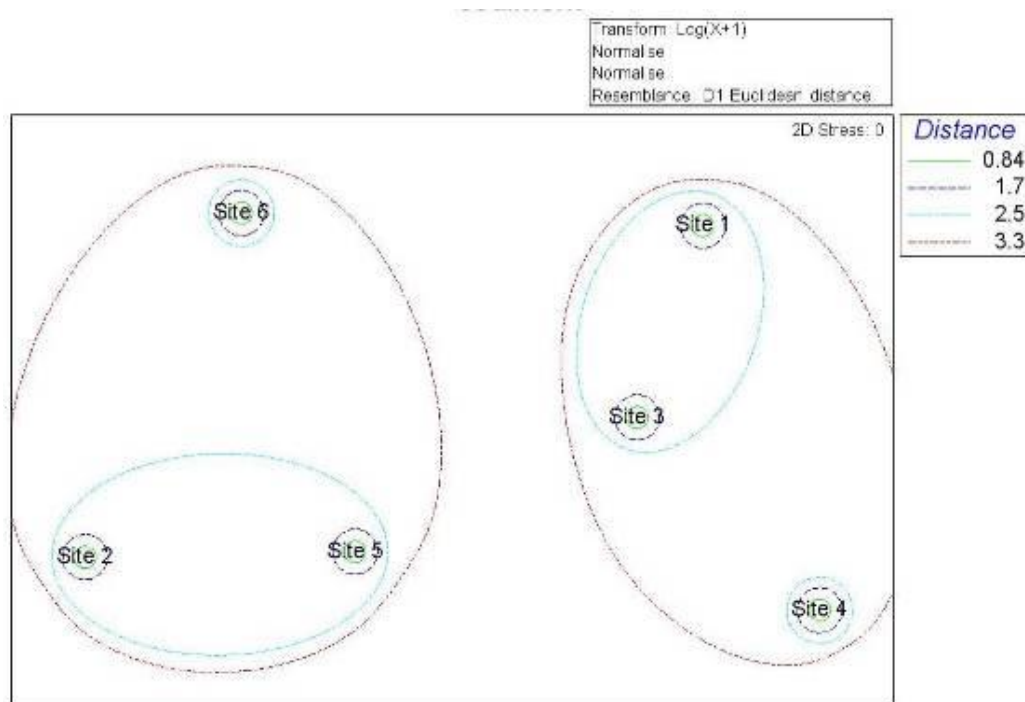 Transform: Log(X+1)
Normalise
Normalise
Resemblance: D1 Euclidean distance
2D Stress: 0
Distance
0.84
1.7
2.5
3.3
Site 6
Site 1
Site 3
Site 2
Site 5
Site 4